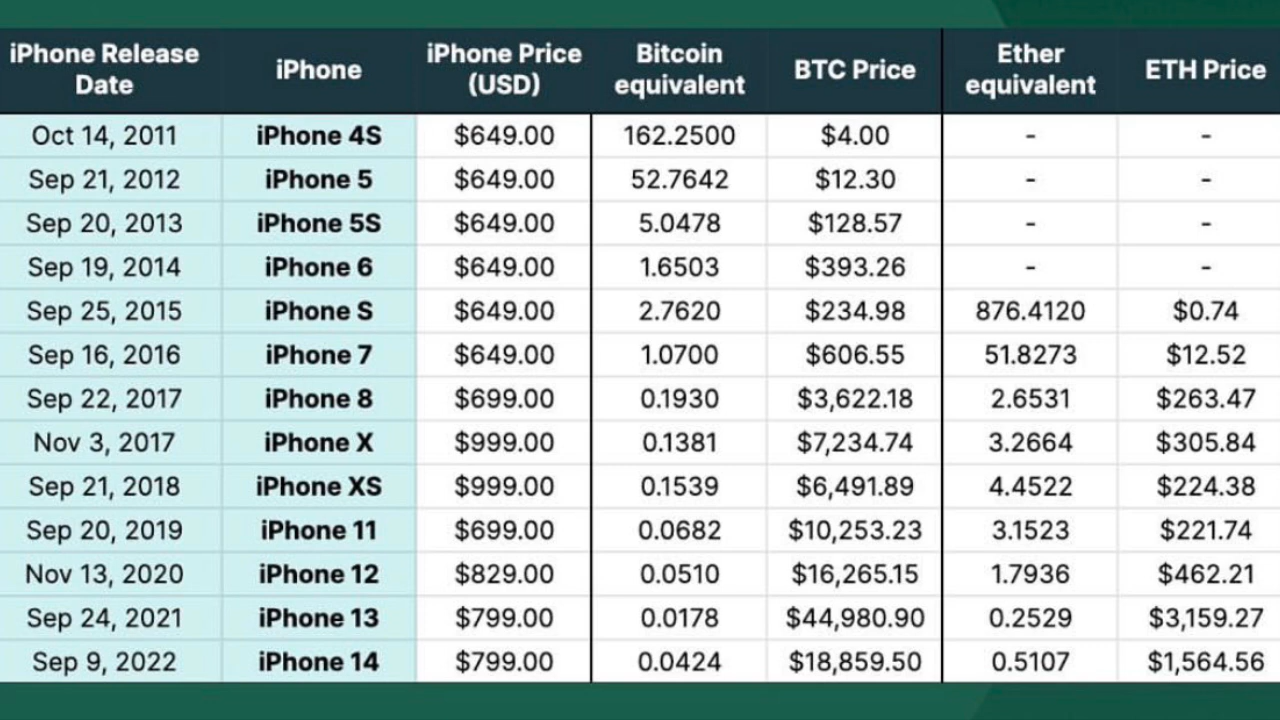 iPhone Release Date | iPhone | iPhone Price (USD) | Bitcoin equivalent | BTC Price | Ether equivalent | ETH Price
Oct 14, 2011 | iPhone 4S | $649.00 | 162.2500 | $4.00 | - | -
Sep 21, 2012 | iPhone 5 | $649.00 | 52.7642 | $12.30 | - | -
Sep 20, 2013 | iPhone 5S | $649.00 | 5.0478 | $128.57 | - | -
Sep 19, 2014 | iPhone 6 | $649.00 | 1.6503 | $393.26 | - | -
Sep 25, 2015 | iPhone S | $649.00 | 2.7620 | $234.98 | 876.4120 | $0.74
Sep 16, 2016 | iPhone 7 | $649.00 | 1.0700 | $606.55 | 51.8273 | $12.52
Sep 22, 2017 | iPhone 8 | $699.00 | 0.1930 | $3,622.18 | 2.6531 | $263.47
Nov 3, 2017 | iPhone X | $999.00 | 0.1381 | $7,234.74 | 3.2664 | $305.84
Sep 21, 2018 | iPhone XS | $999.00 | 0.1539 | $6,491.89 | 4.4522 | $224.38
Sep 20, 2019 | iPhone 11 | $699.00 | 0.0682 | $10,253.23 | 3.1523 | $221.74
Nov 13, 2020 | iPhone 12 | $829.00 | 0.0510 | $16,265.15 | 1.7936 | $462.21
Sep 24, 2021 | iPhone 13 | $799.00 | 0.0178 | $44,980.90 | 0.2529 | $3,159.27
Sep 9, 2022 | iPhone 14 | $799.00 | 0.0424 | $18,859.50 | 0.5107 | $1,564.56